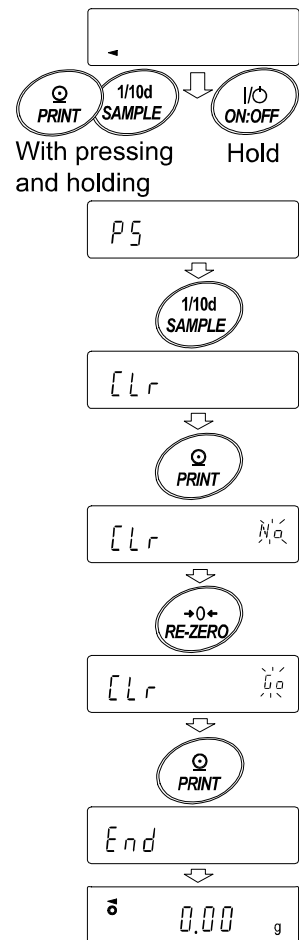 1/10d I/
PRINT SAMPLE ON:OFF
With pressing Hold
and holding
PS
1/10d
SAMPLE
CLr
PRINT
CLr No
→0←
RE-ZERO
CLr Go
PRINT
End
0.00 g